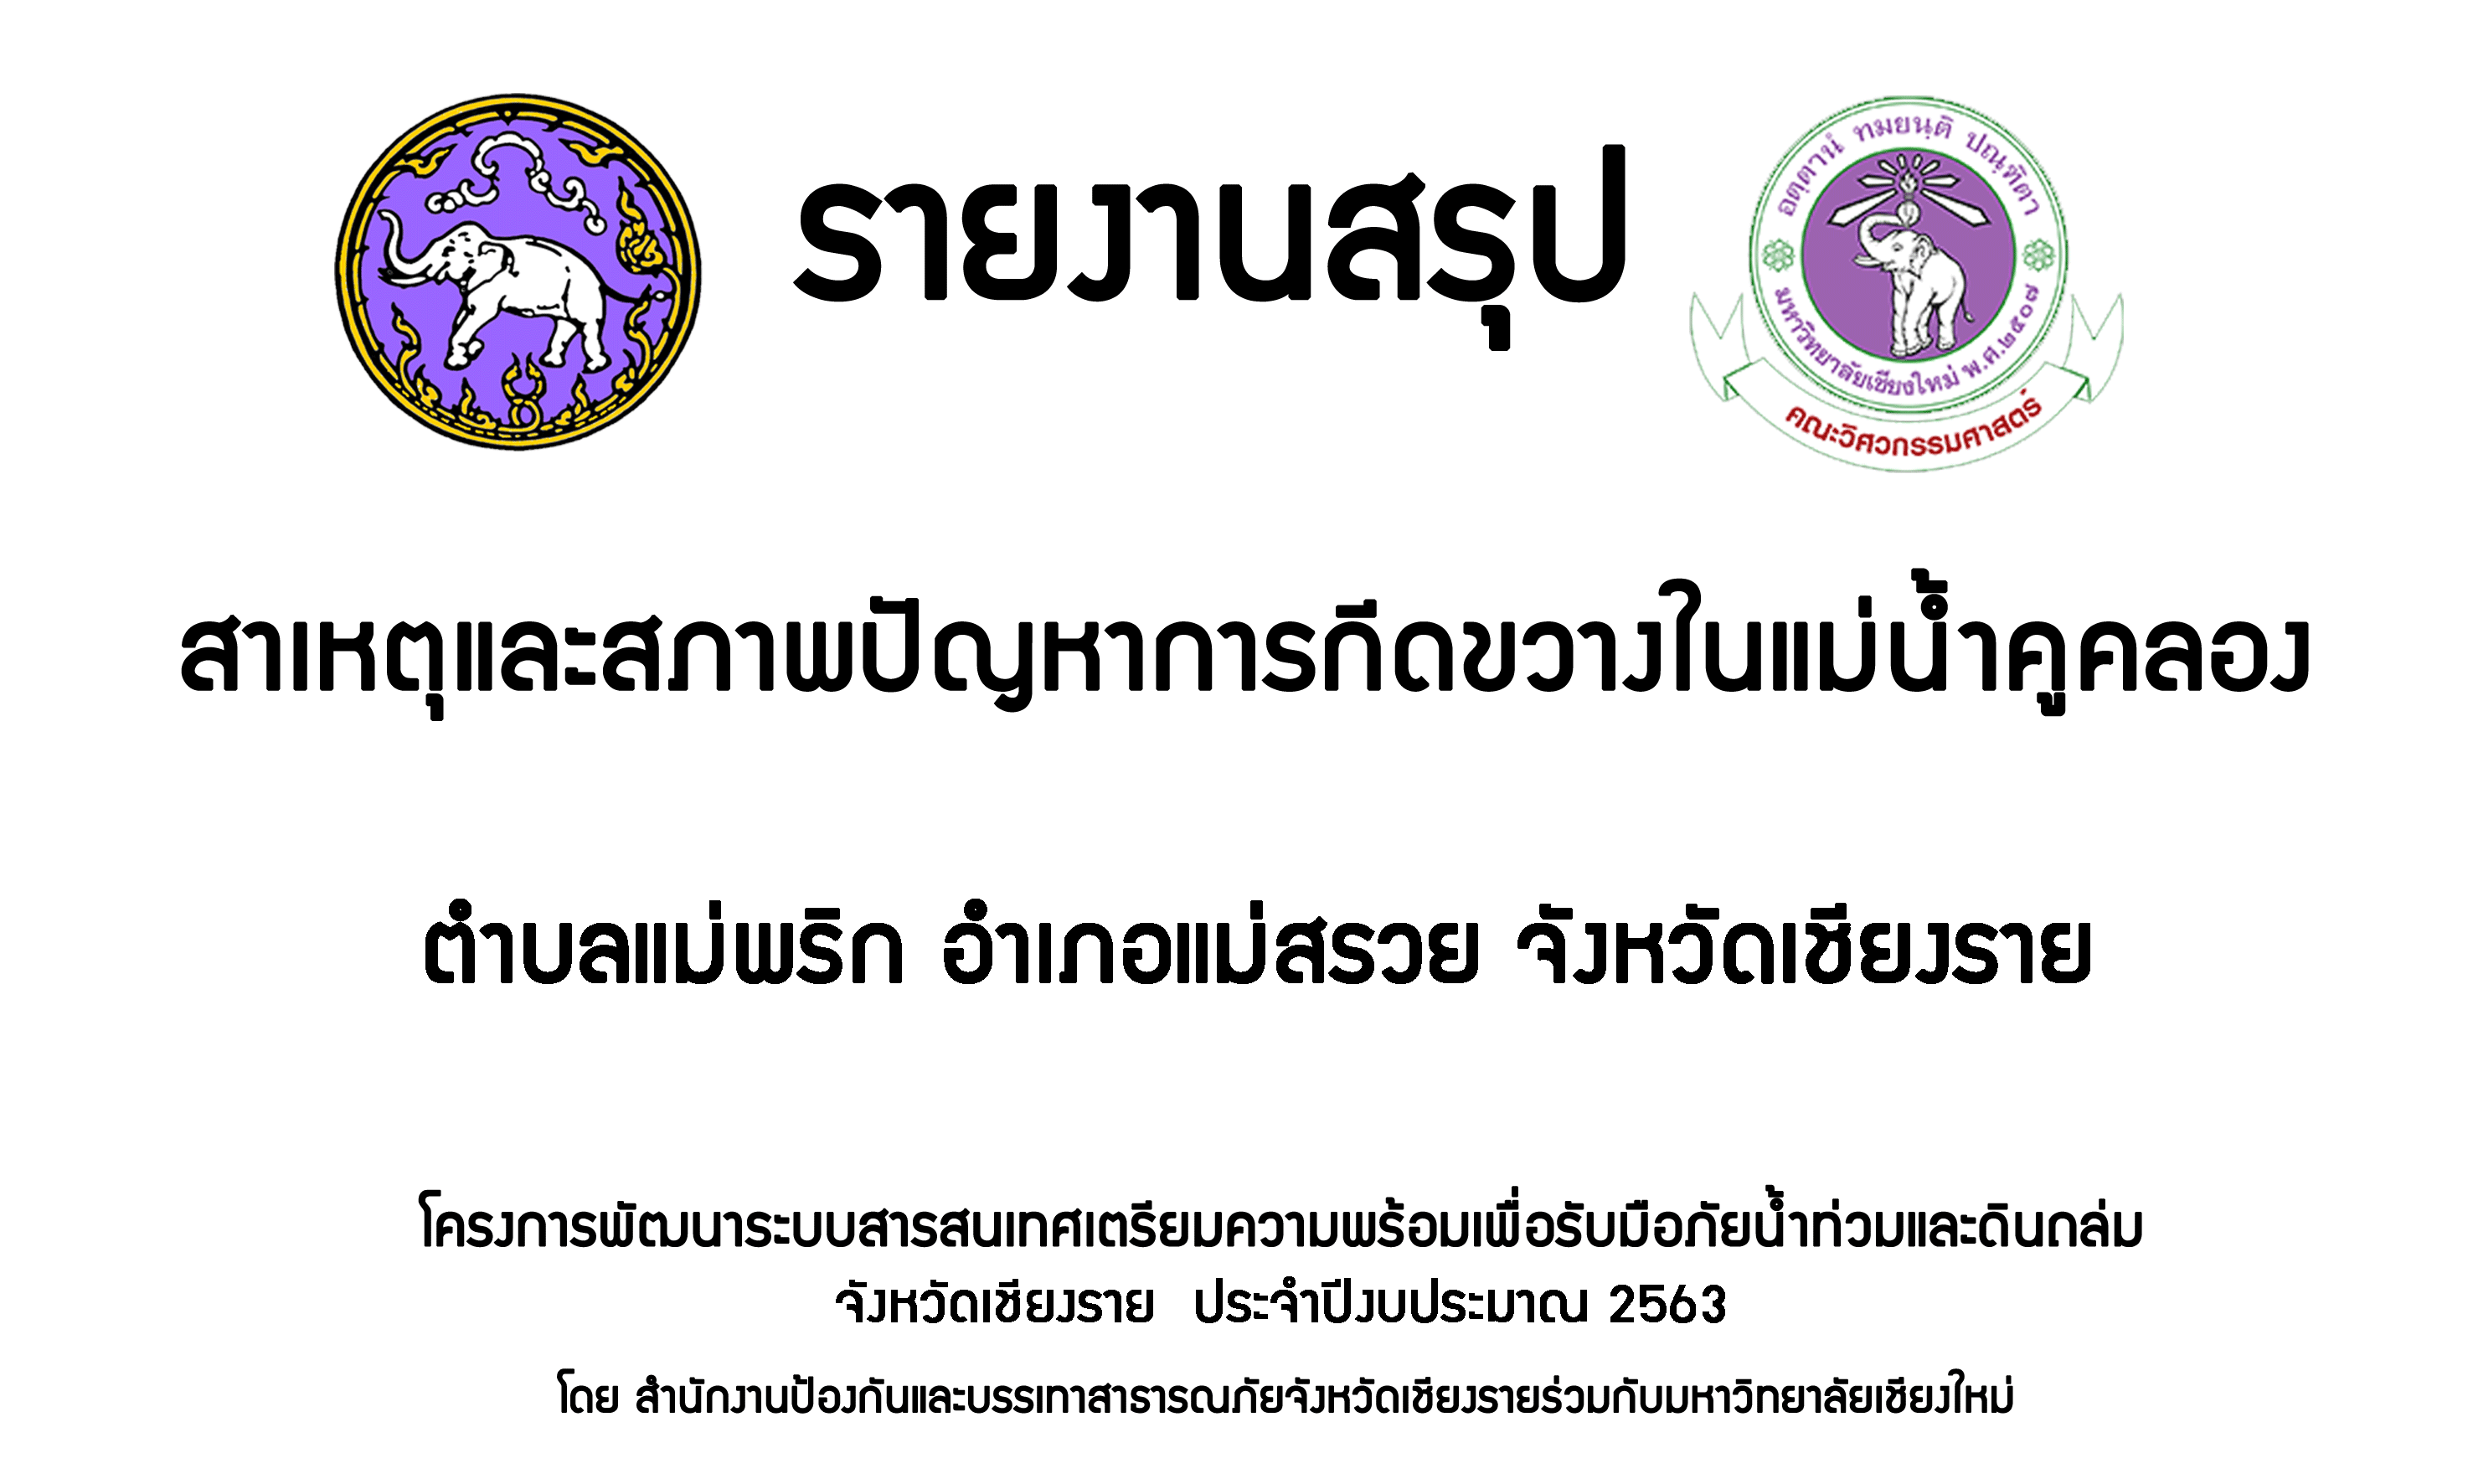 รายงานสรุป
อตฺตานํ ทมยนฺติ ปณฺฑิตา
มหาวิทยาลัยเชียงใหม่ พ.ศ.๒๕๐๗
คณะวิศวกรรมศาสตร์
สาเหตุและสภาพปัญหาการกีดขวางในแม่น้ำคูคลอง
ตำบลแม่พริก อำเภอแม่สรวย จังหวัดเชียงราย
โครงการพัฒนาระบบสารสนเทศเตรียมความพร้อมเพื่อรับมือภัยน้ำท่วมและดินถล่ม
จังหวัดเชียงราย ประจำปีงบประมาณ 2563
โดย สำนักงานป้องกันและบรรเทาสาธารณภัยจังหวัดเชียงรายร่วมกับมหาวิทยาลัยเชียงใหม่